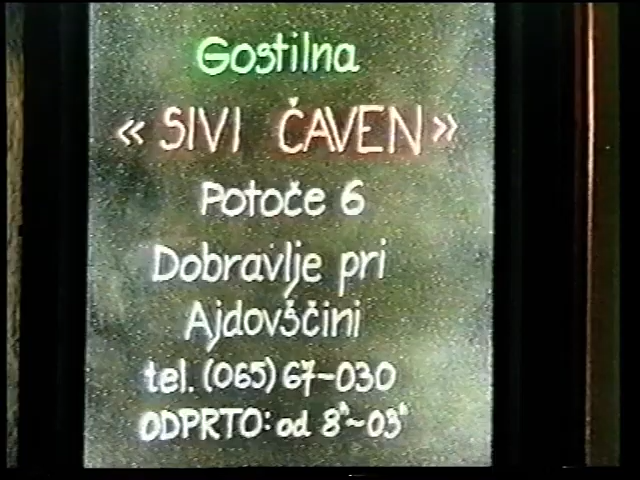 Gostilna
« SIVI ČAVEN »
Potoče 6
Dobravlje pri
Ajdovščini
tel. (065) 67-030
ODPRTO: od 8ʰ~03ʰ